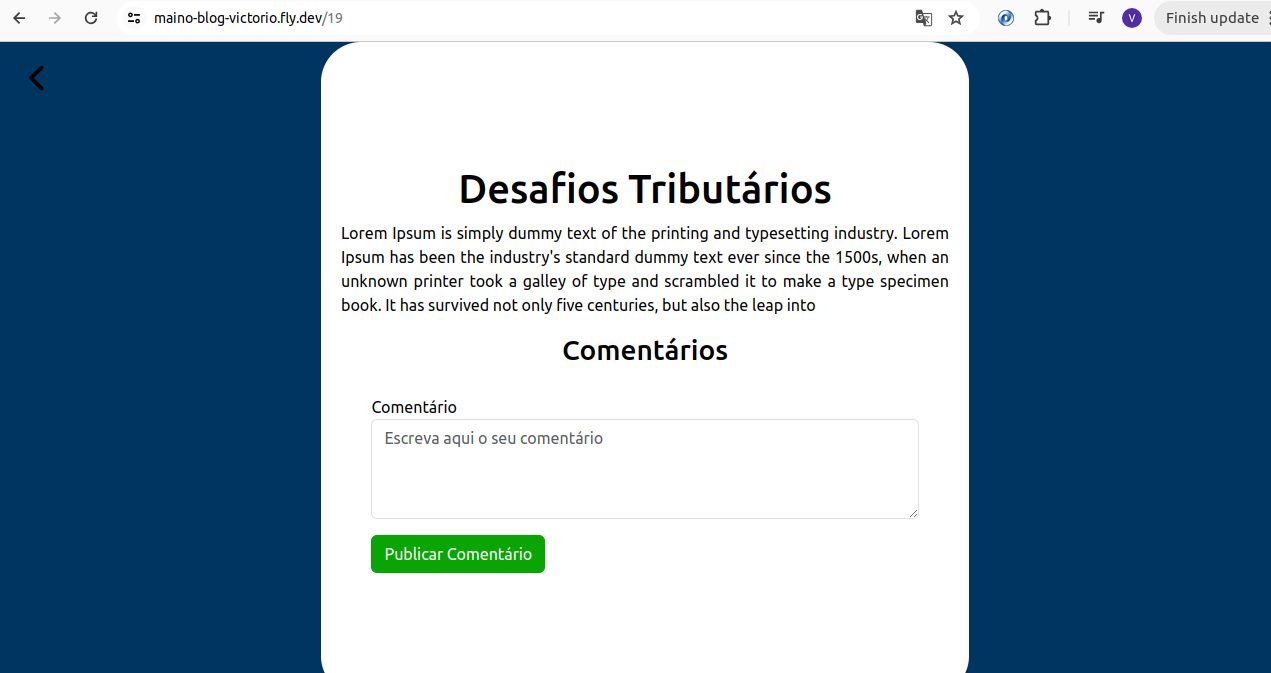 maino-blog-victorio.fly.dev/19
V
Finish update
Desafios Tributários
Lorem Ipsum is simply dummy text of the printing and typesetting industry. Lorem
Ipsum has been the industry's standard dummy text ever since the 1500s, when an
unknown printer took a galley of type and scrambled it to make a type specimen
book. It has survived not only five centuries, but also the leap into
Comentários
Comentário
Escreva aqui o seu comentário
Publicar Comentário